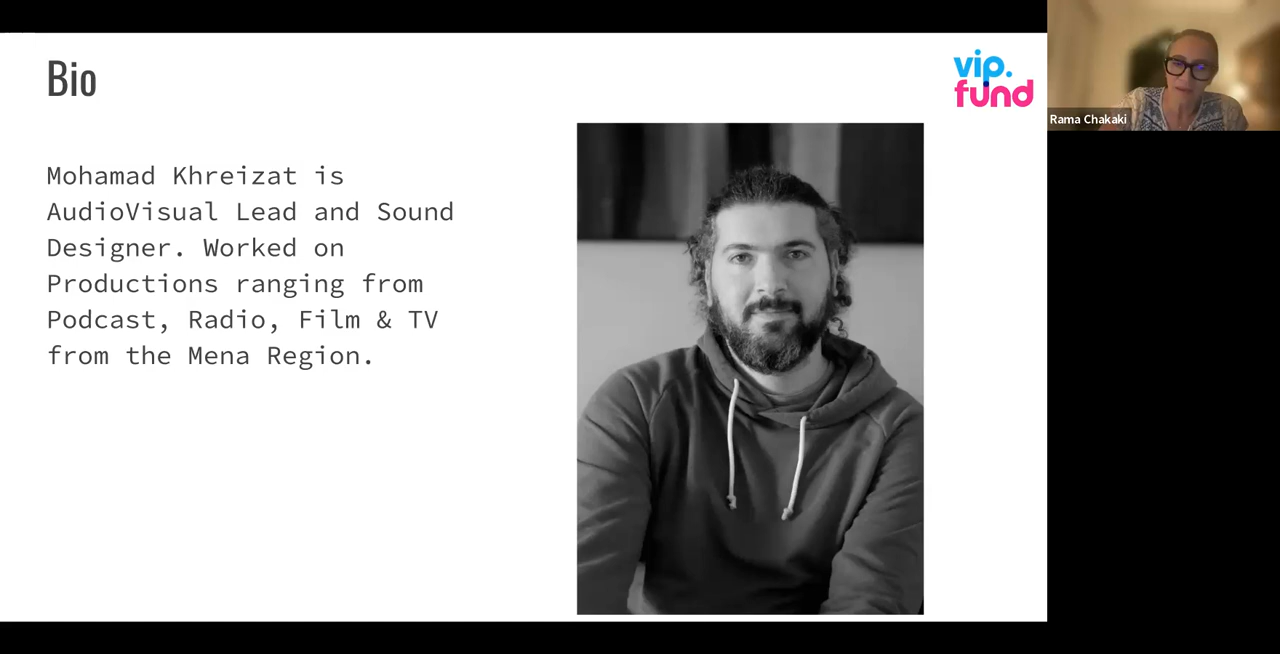 Bio
vip.
fund
Rama Chakaki
Mohamad Khreizat is
AudioVisual Lead and Sound
Designer. Worked on
Productions ranging from
Podcast, Radio, Film & TV
from the Mena Region.